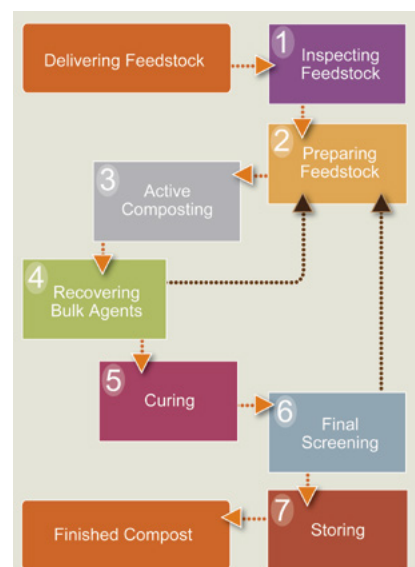 Delivering Feedstock
1
Inspecting
Feedstock
2
Preparing
Feedstock
3
Active
Composting
4
Recovering
Bulk Agents
5
Curing
6
Final
Screening
7
Storing
Finished Compost